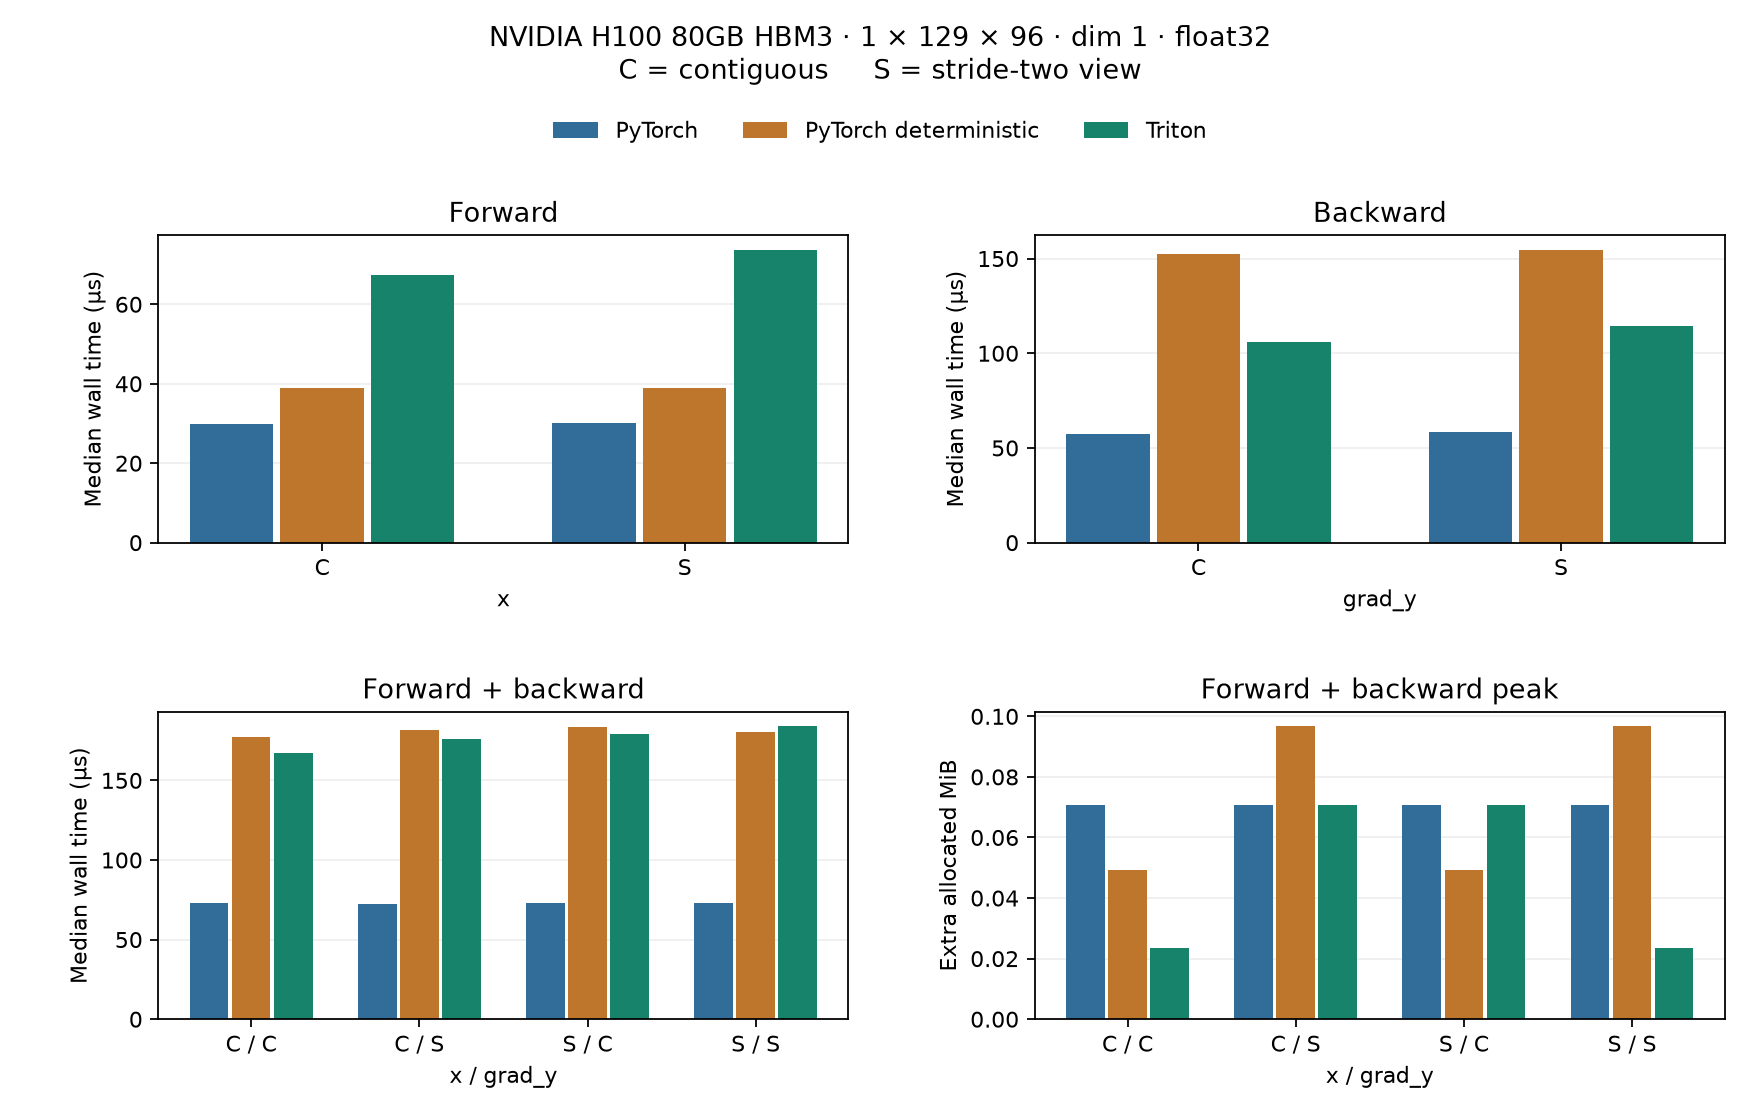 NVIDIA H100 80GB HBM3 · 1 × 129 × 96 · dim 1 · float32
C = contiguous     S = stride-two view
PyTorch     PyTorch deterministic     Triton
Forward
Median wall time (µs)
0
20
40
60
C     S
x
Backward
Median wall time (µs)
0
50
100
150
C     S
grad_y
Forward + backward
Median wall time (µs)
0
50
100
150
C / C     C / S     S / C     S / S
x / grad_y
Forward + backward peak
Extra allocated MiB
0.00
0.02
0.04
0.06
0.08
0.10
C / C     C / S     S / C     S / S
x / grad_y